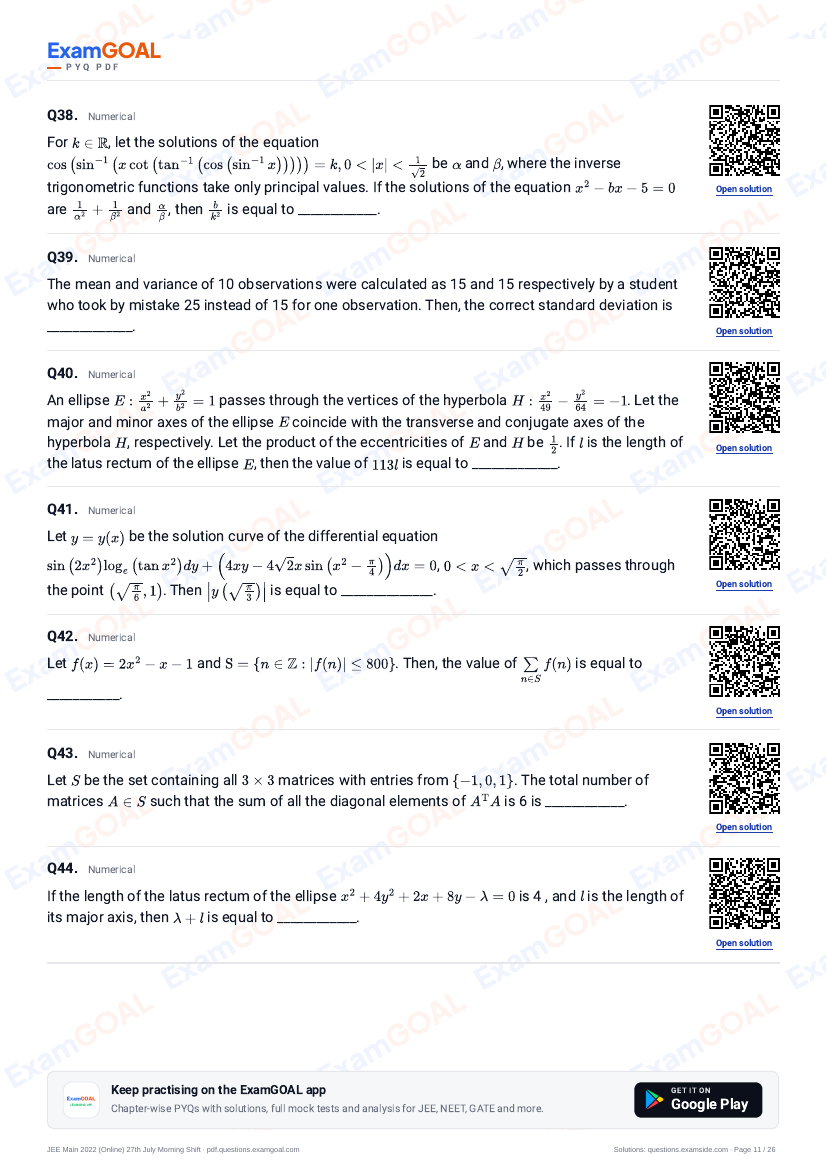 ExamGOAL
PYQ PDF
Q38. Numerical
For k ∈ ℝ, let the solutions of the equation
cos (sin⁻¹ (x cot (tan⁻¹ (cos (sin⁻¹ x))))) = k, 0 < |x| < 1/√2 be α and β, where the inverse
trigonometric functions take only principal values. If the solutions of the equation x² − bx − 5 = 0
are 1/α² + 1/β² and α/β, then b/k² is equal to ____________.
Open solution
Q39. Numerical
The mean and variance of 10 observations were calculated as 15 and 15 respectively by a student
who took by mistake 25 instead of 15 for one observation. Then, the correct standard deviation is
_____________.
Open solution
Q40. Numerical
An ellipse E : x²/a² + y²/b² = 1 passes through the vertices of the hyperbola H : x²/49 − y²/64 = −1. Let the
major and minor axes of the ellipse E coincide with the transverse and conjugate axes of the
hyperbola H, respectively. Let the product of the eccentricities of E and H be 1/2. If l is the length of
the latus rectum of the ellipse E, then the value of 113l is equal to _____________.
Open solution
Q41. Numerical
Let y = y(x) be the solution curve of the differential equation
sin (2x²) logₑ (tan x²) dy + (4xy − 4√2x sin (x² − π/4)) dx = 0, 0 < x < √(π/2), which passes through
the point (√(π/6), 1). Then |y (√(π/3))| is equal to ______________.
Open solution
Q42. Numerical
Let f(x) = 2x² − x − 1 and S = {n ∈ ℤ : |f(n)| ≤ 800}. Then, the value of ∑_{n∈S} f(n) is equal to
___________.
Open solution
Q43. Numerical
Let S be the set containing all 3 × 3 matrices with entries from {−1, 0, 1}. The total number of
matrices A ∈ S such that the sum of all the diagonal elements of AᵀA is 6 is ____________.
Open solution
Q44. Numerical
If the length of the latus rectum of the ellipse x² + 4y² + 2x + 8y − λ = 0 is 4 , and l is the length of
its major axis, then λ + l is equal to ____________.
Open solution
ExamGOAL
Keep practising on the ExamGOAL app
Chapter-wise PYQs with solutions, full mock tests and analysis for JEE, NEET, GATE and more.
GET IT ON
Google Play
JEE Main 2022 (Online) 27th July Morning Shift · pdf.questions.examgoal.com
Solutions: questions.examside.com · Page 11 / 26